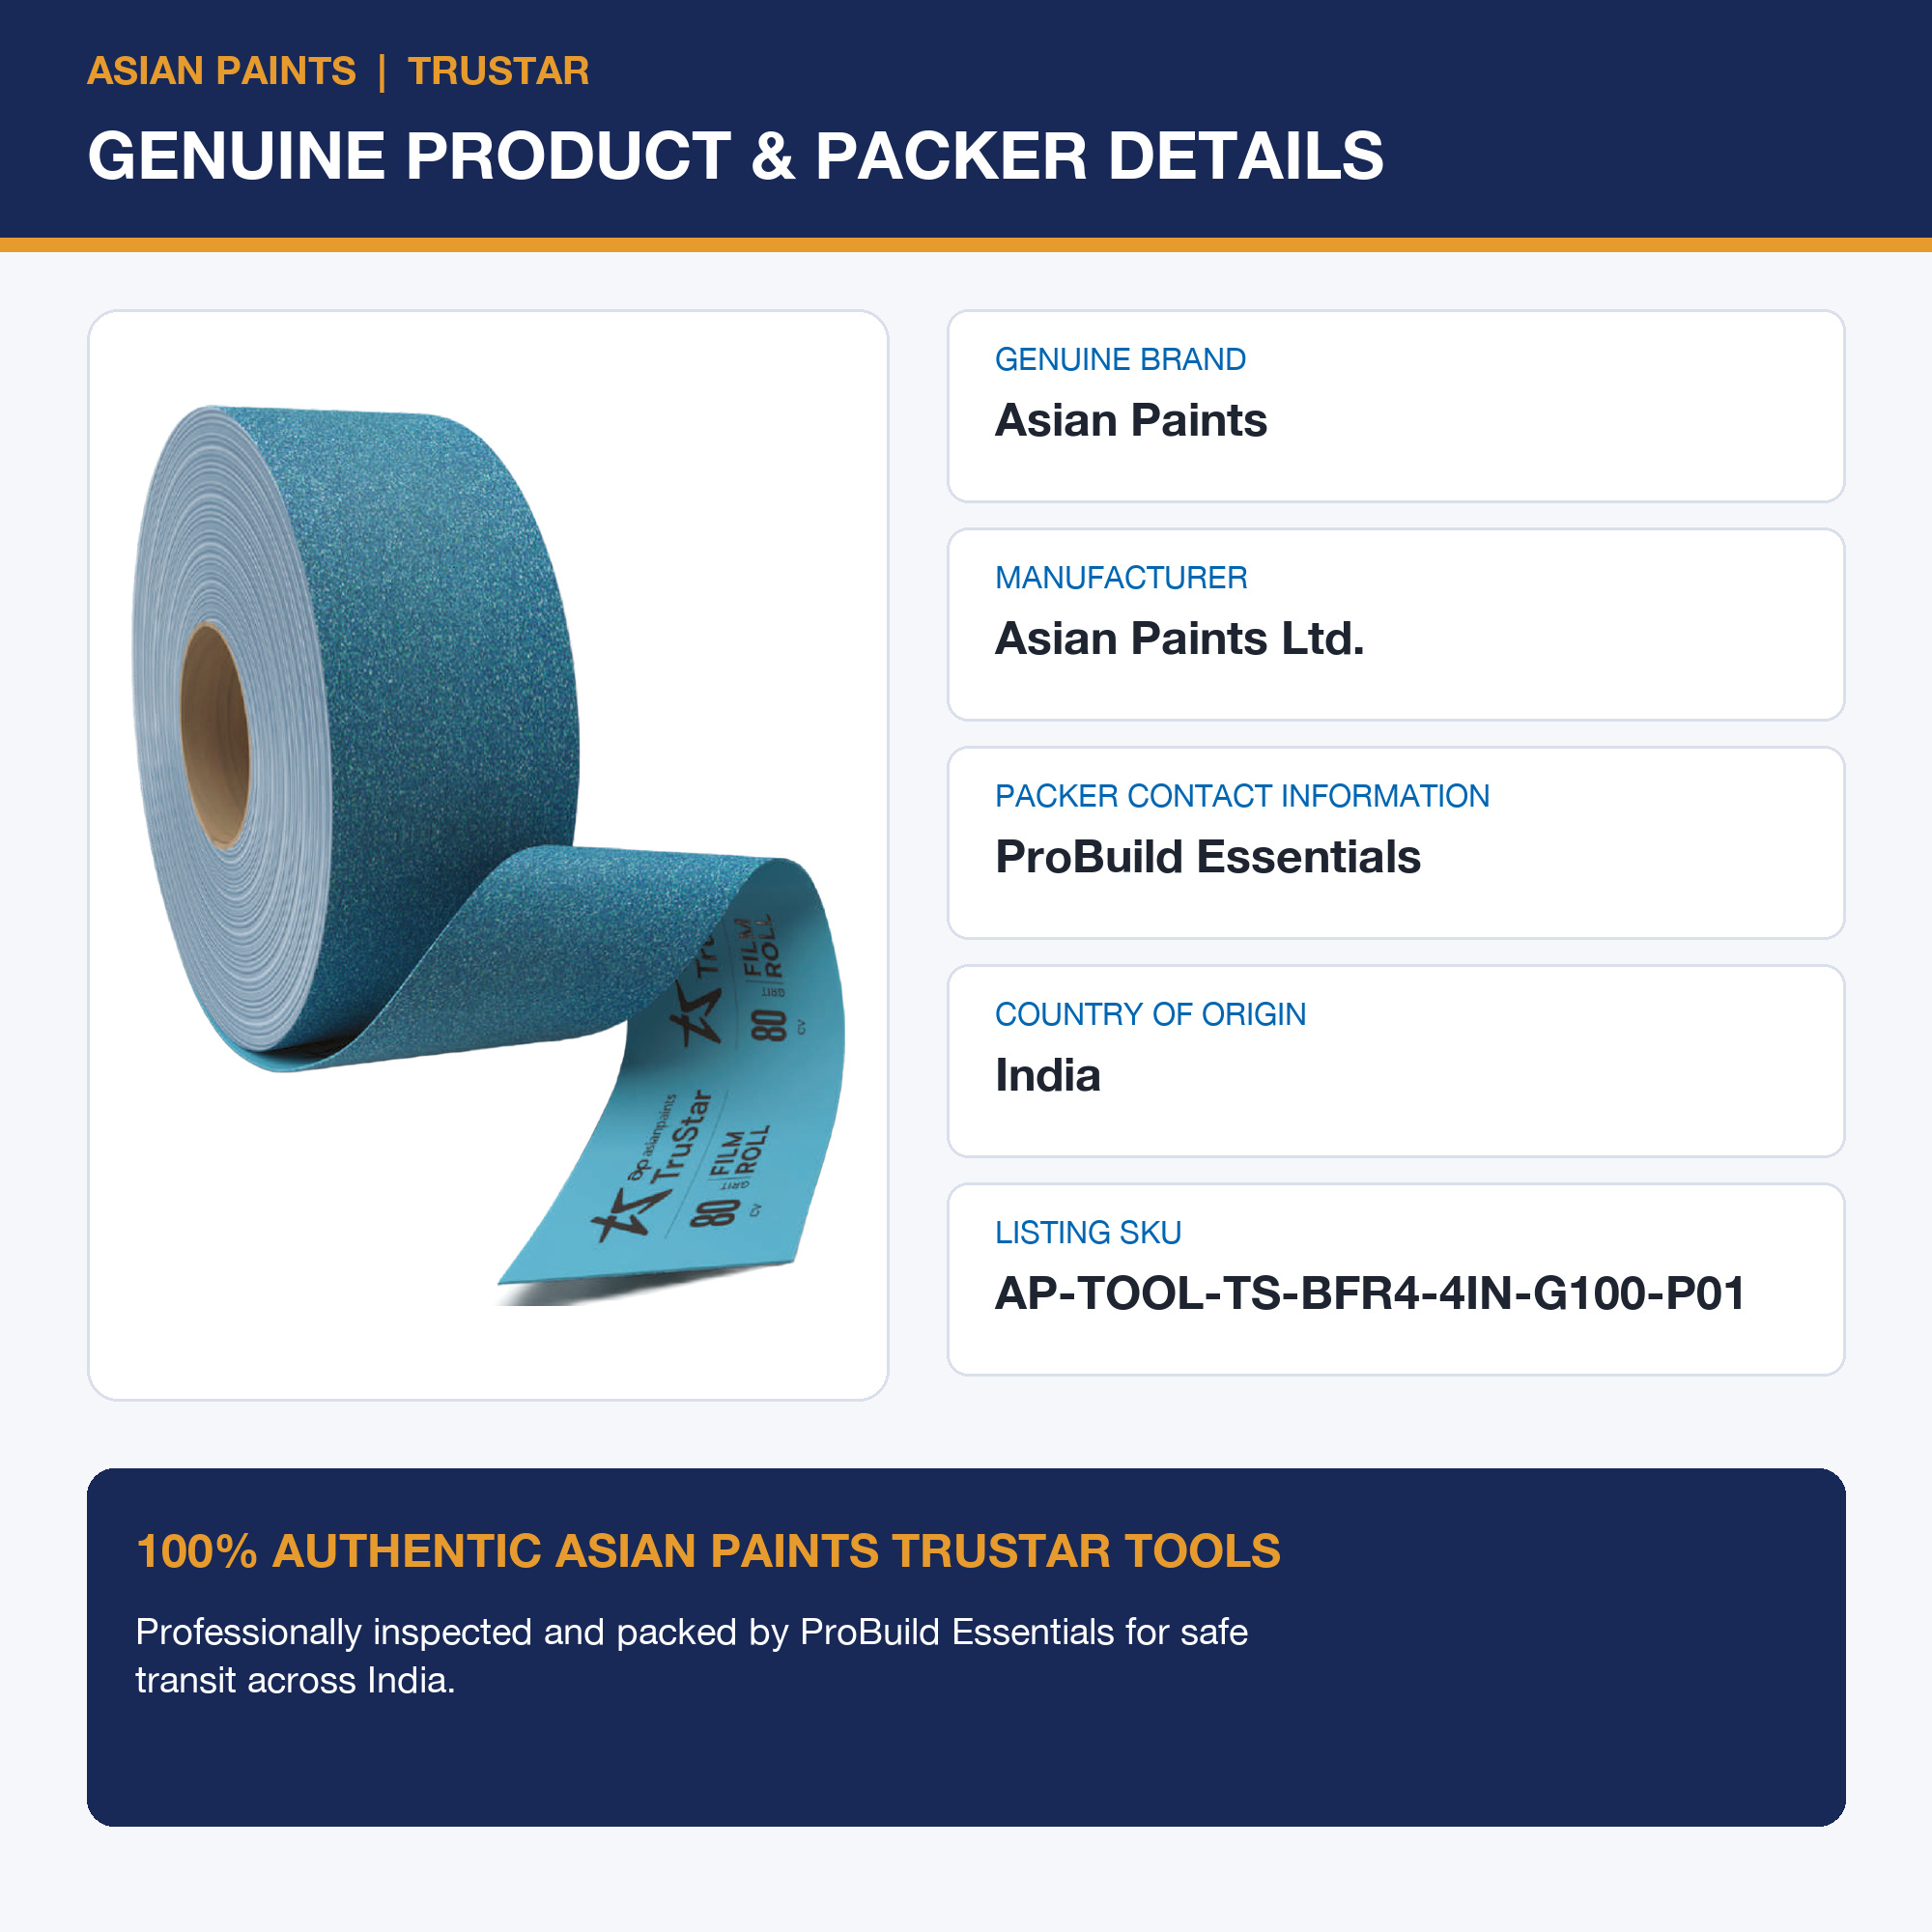 ASIAN PAINTS | TRUSTAR
GENUINE PRODUCT & PACKER DETAILS
FILM
ROLL
GRIT
80
CV
asianpaints
TruStar
FILM
ROLL
GRIT
80
CV
GENUINE BRAND
Asian Paints
MANUFACTURER
Asian Paints Ltd.
PACKER CONTACT INFORMATION
ProBuild Essentials
COUNTRY OF ORIGIN
India
LISTING SKU
AP-TOOL-TS-BFR4-4IN-G100-P01
100% AUTHENTIC ASIAN PAINTS TRUSTAR TOOLS
Professionally inspected and packed by ProBuild Essentials for safe
transit across India.